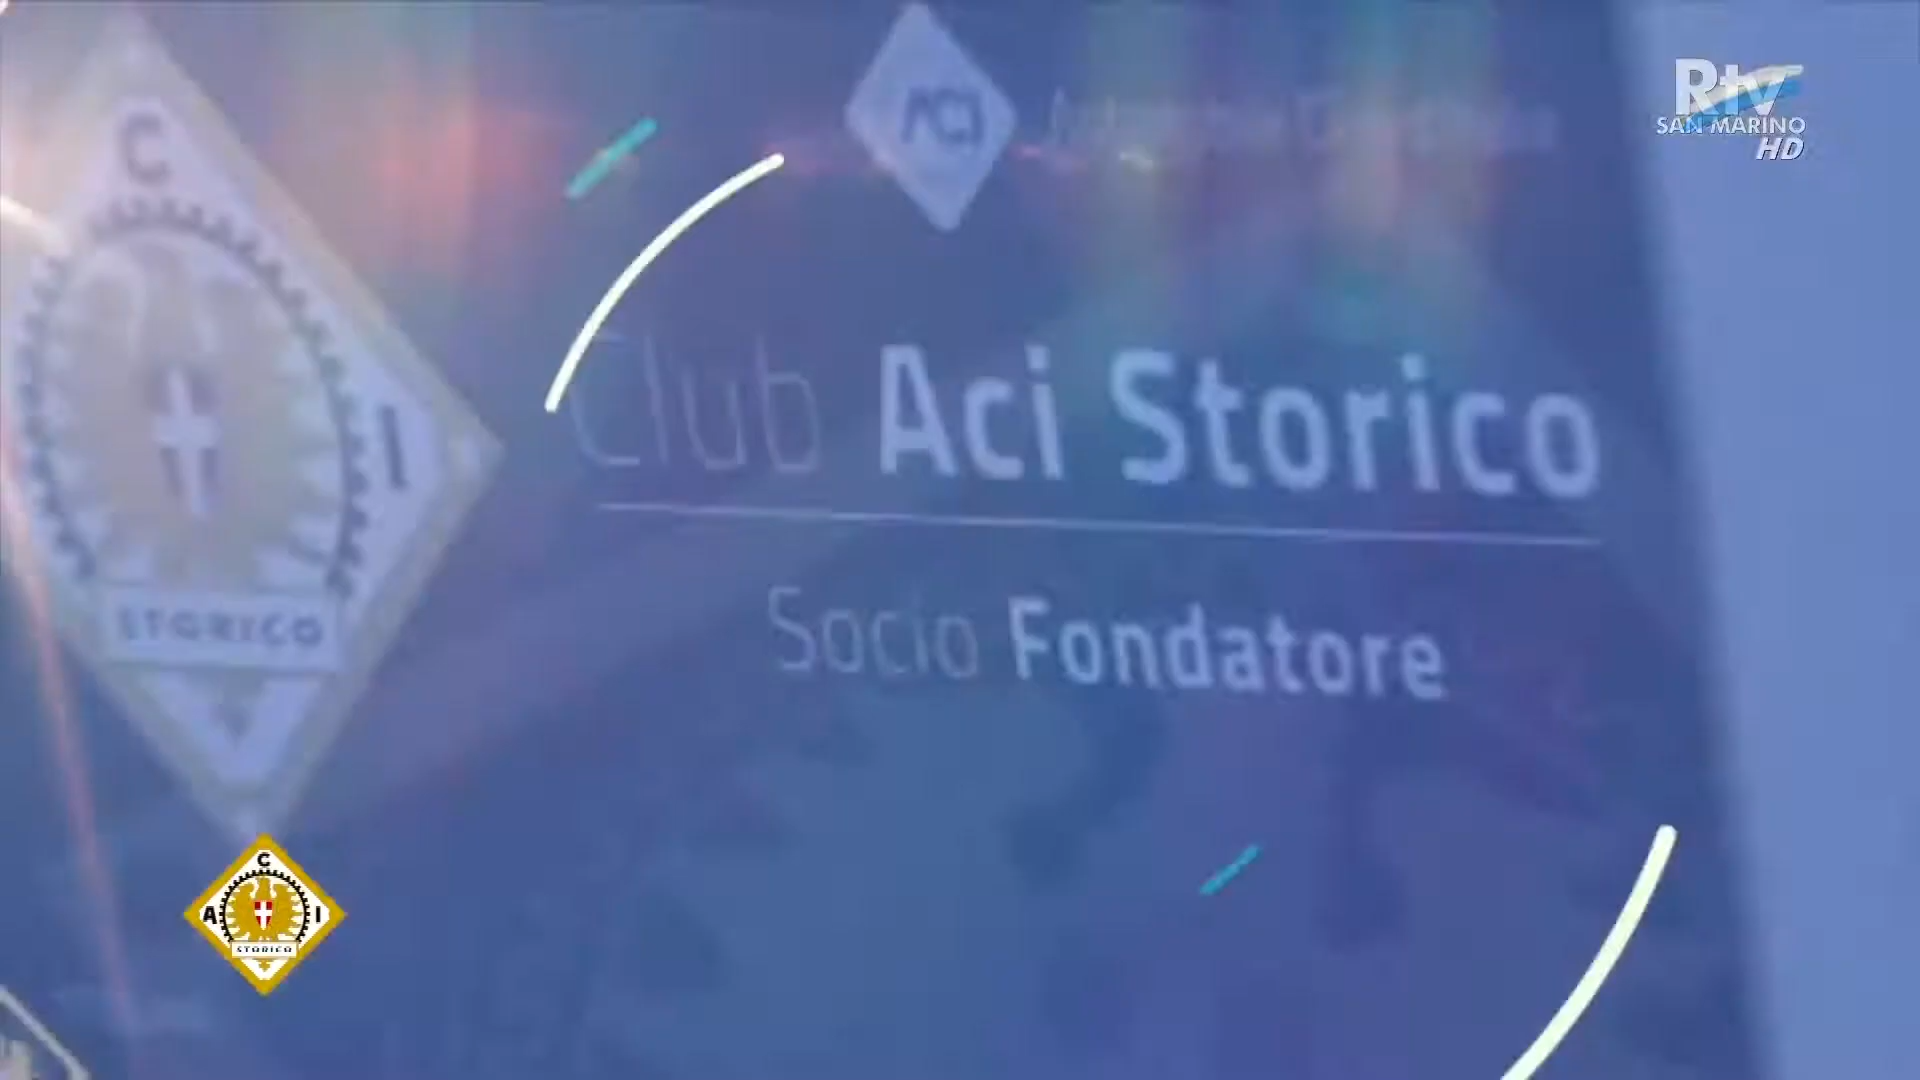 Rtv
SAN MARINO
HD
ACI
C
I
STORICO
Club Aci Storico
Socio Fondatore
C
A I
STORICO